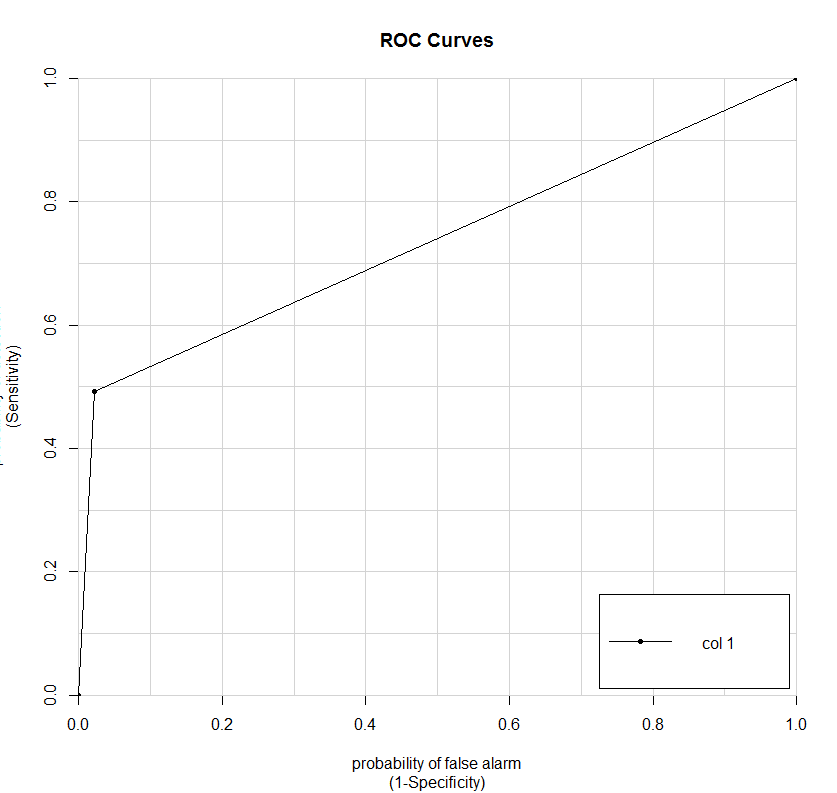 ROC Curves
1.0
0.8
0.6
0.4
0.2
0.0
(Sensitivity)
col 1
0.0 0.2 0.4 0.6 0.8 1.0
probability of false alarm
(1-Specificity)